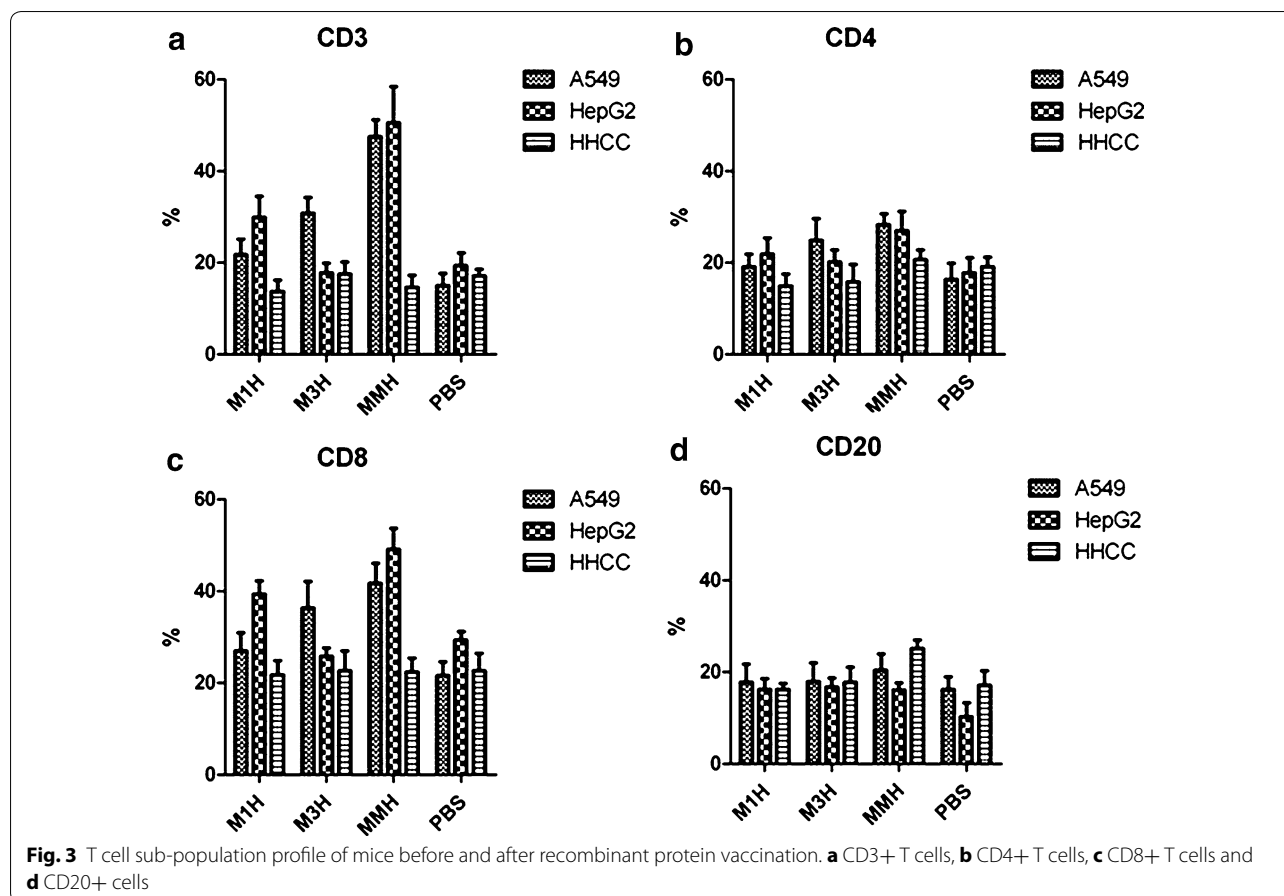 a
CD3
60
40
20
0
%
A549
HepG2
HHCC
M1H
M3H
MMH
PBS
b
CD4
60
40
20
0
%
A549
HepG2
HHCC
M1H
M3H
MMH
PBS
c
CD8
60
40
20
0
%
A549
HepG2
HHCC
M1H
M3H
MMH
PBS
d
CD20
60
40
20
0
%
A549
HepG2
HHCC
M1H
M3H
MMH
PBS
Fig. 3 T cell sub-population profile of mice before and after recombinant protein vaccination. a CD3+ T cells, b CD4+ T cells, c CD8+ T cells and
d CD20+ cells